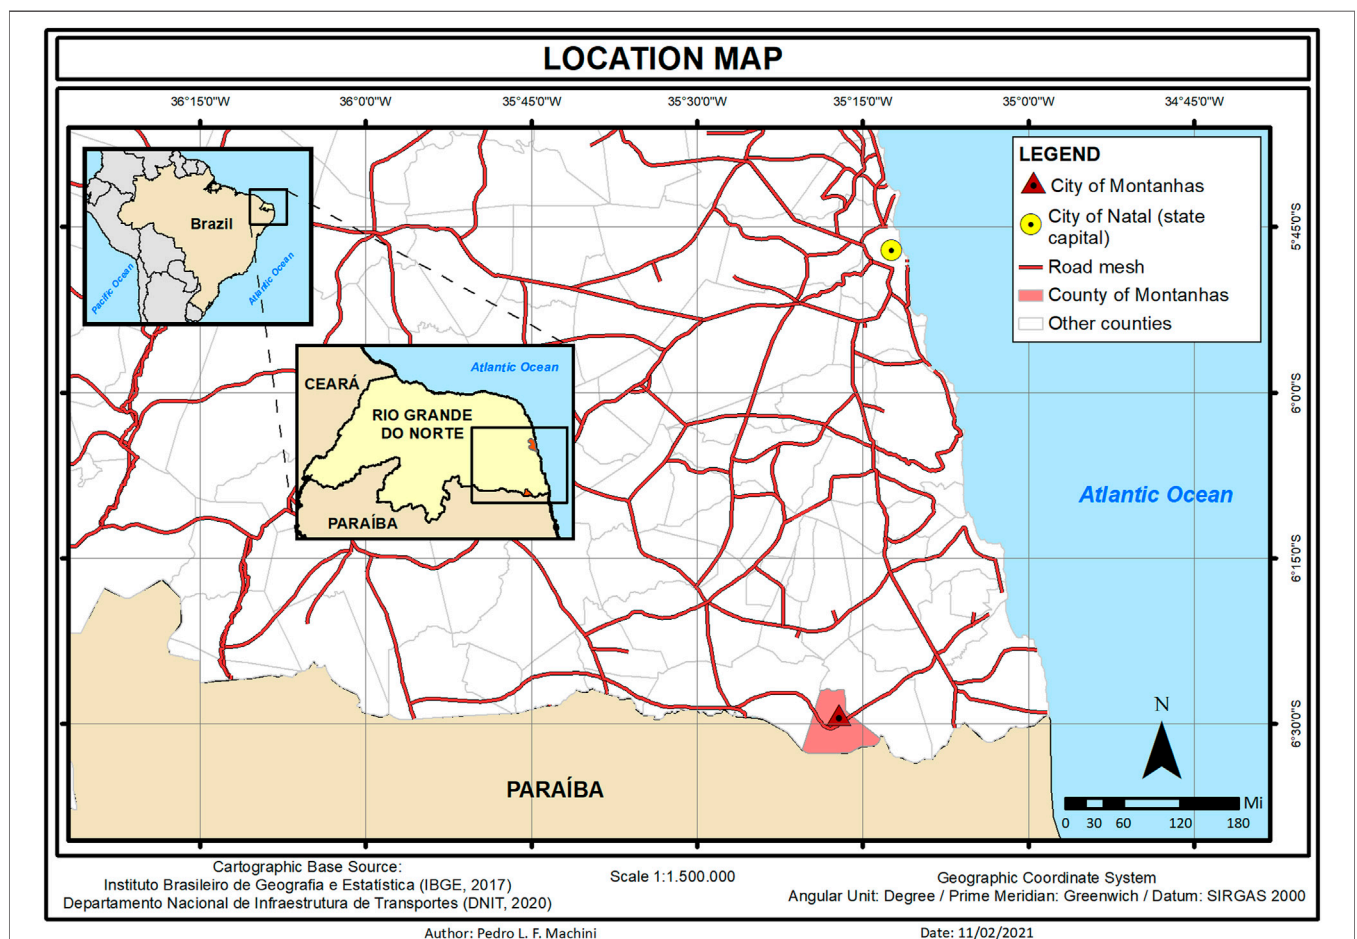 LOCATION MAP
36°15'0"W
36°0'0"W
35°45'0"W
35°30'0"W
35°15'0"W
35°0'0"W
34°45'0"W
Brazil
Pacific Ocean
Atlantic Ocean
LEGEND
City of Montanhas
City of Natal (state
capital)
Road mesh
County of Montanhas
Other counties
5°45'0"S
6°0'0"S
6°15'0"S
6°30'0"S
CEARÁ
Atlantic Ocean
RIO GRANDE
DO NORTE
PARAÍBA
Atlantic Ocean
PARAÍBA
N
Mi
0 30 60 120 180
Cartographic Base Source:
Instituto Brasileiro de Geografia e Estatística (IBGE, 2017)
Departamento Nacional de Infraestrutura de Transportes (DNIT, 2020)
Scale 1:1.500.000
Geographic Coordinate System
Angular Unit: Degree / Prime Meridian: Greenwich / Datum: SIRGAS 2000
Author: Pedro L. F. Machini
Date: 11/02/2021